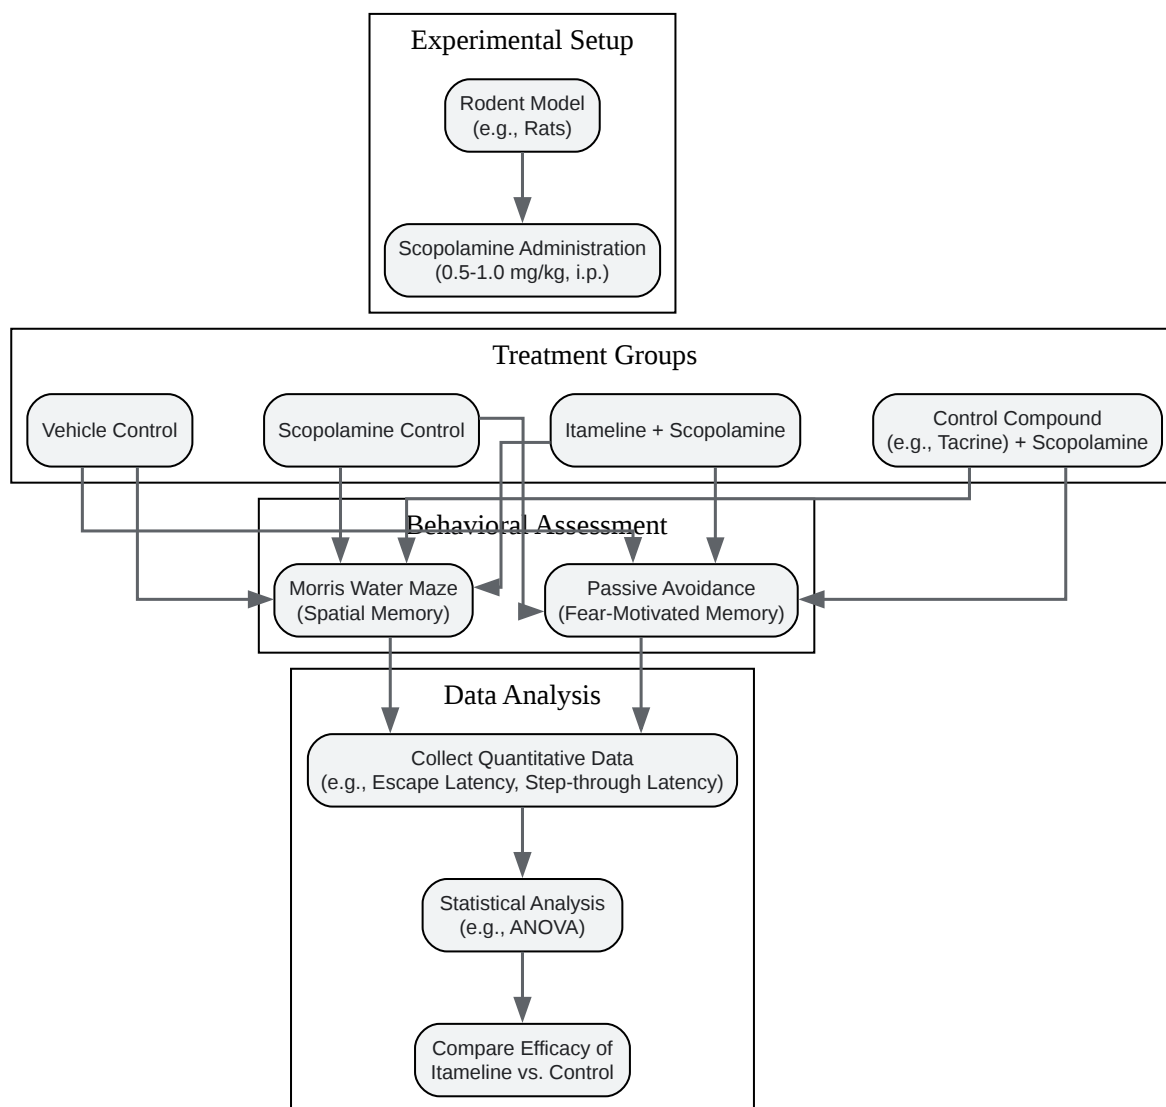 Experimental Setup
Rodent Model
(e.g., Rats)
Scopolamine Administration
(0.5-1.0 mg/kg, i.p.)
Treatment Groups
Vehicle Control
Scopolamine Control
Itameline + Scopolamine
Control Compound
(e.g., Tacrine) + Scopolamine
Behavioral Assessment
Morris Water Maze
(Spatial Memory)
Passive Avoidance
(Fear-Motivated Memory)
Data Analysis
Collect Quantitative Data
(e.g., Escape Latency, Step-through Latency)
Statistical Analysis
(e.g., ANOVA)
Compare Efficacy of
Itameline vs. Control